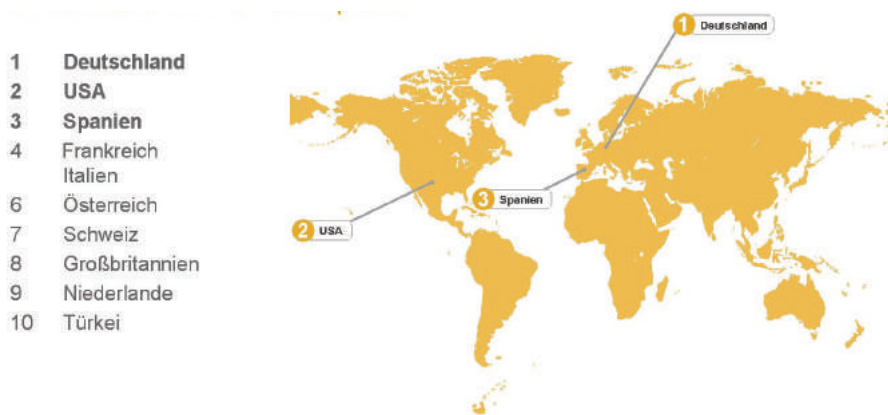 1 Deutschland
2 USA
3 Spanien
4 Frankreich
Italien
6 Österreich
7 Schweiz
8 Großbritannien
9 Niederlande
10 Türkei
1 Deutschland
3 Spanien
2 USA